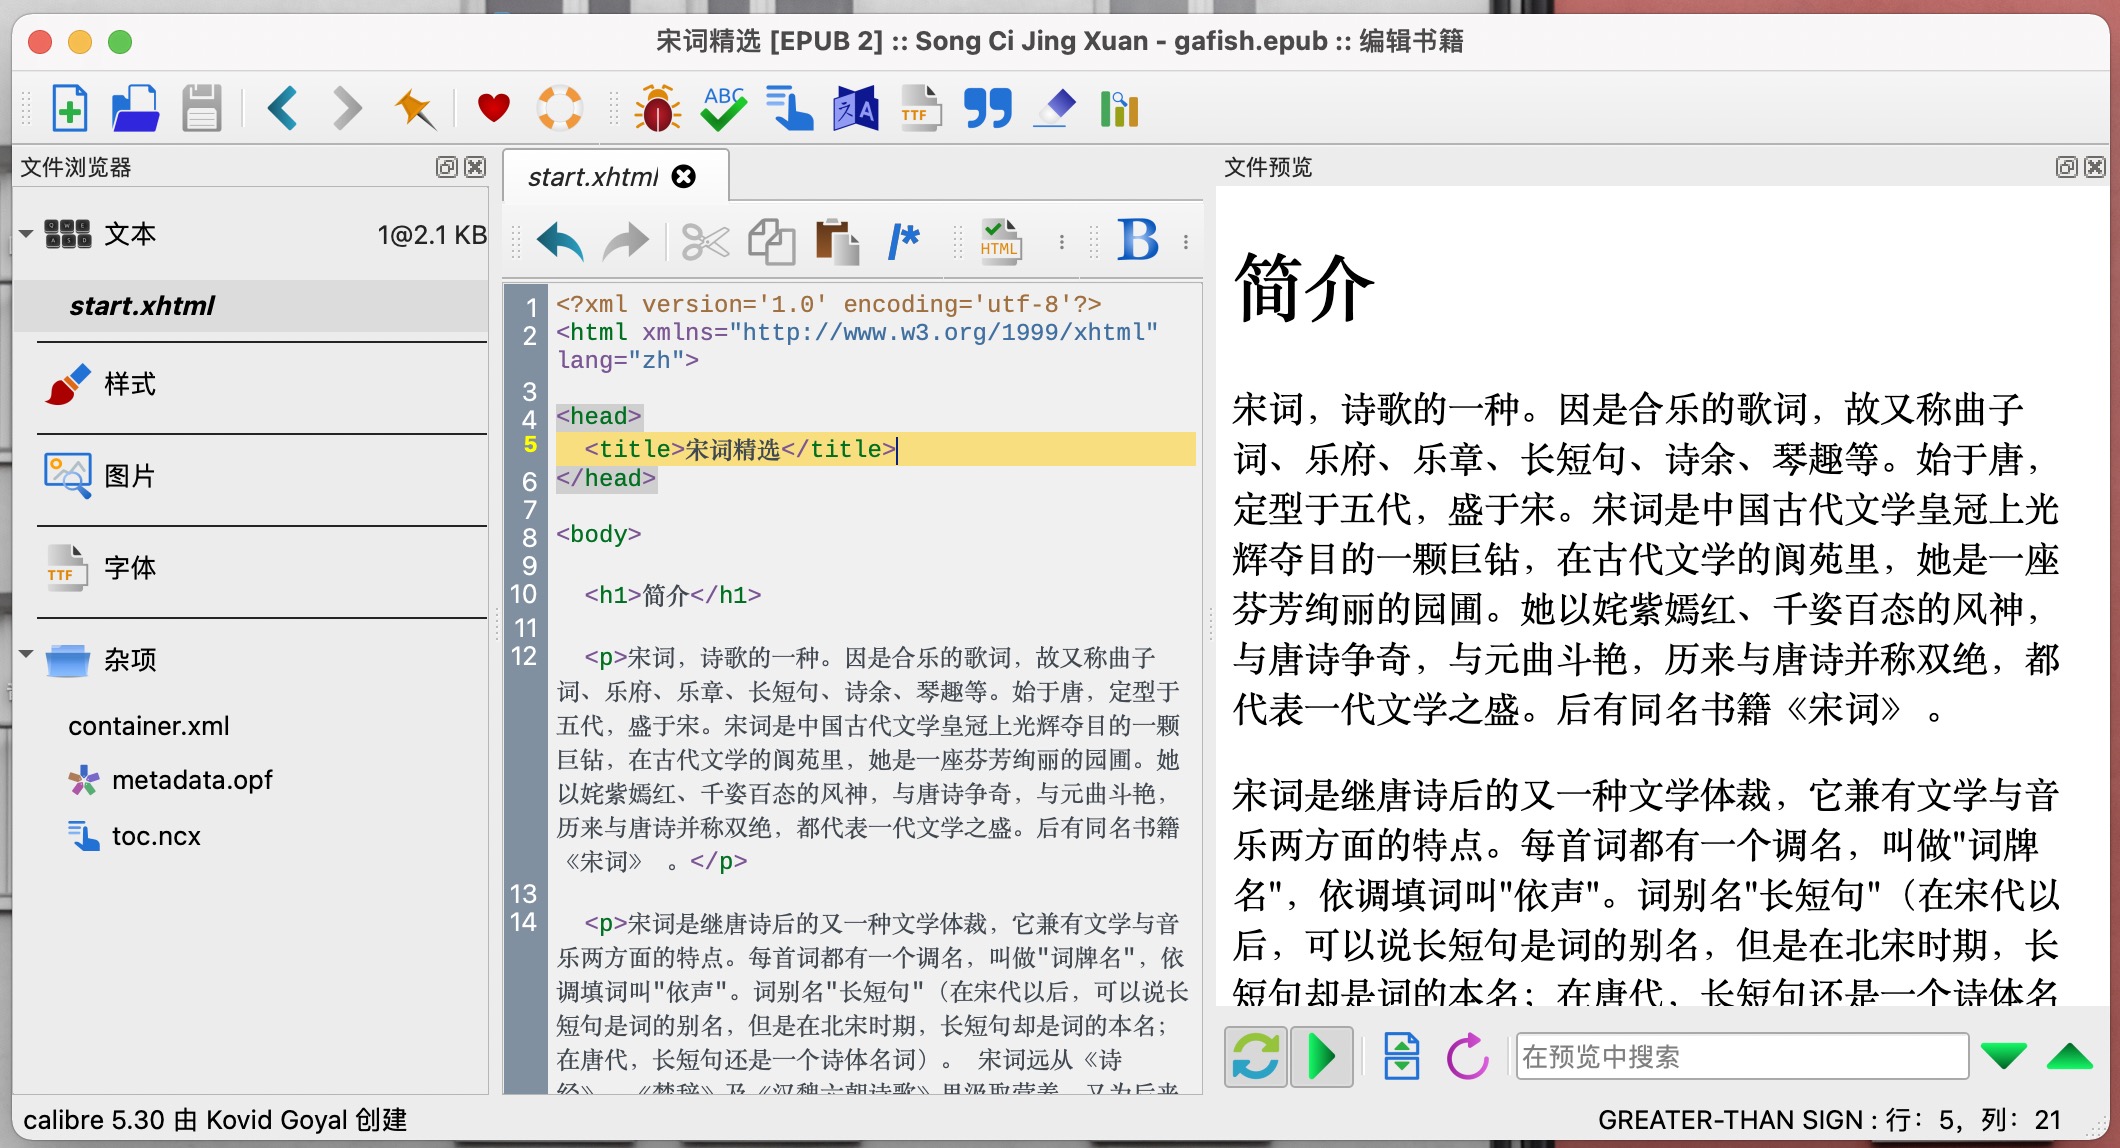 宋词精选 [EPUB 2] :: Song Ci Jing Xuan - gafish.epub :: 编辑书籍
ABC
文A
TTF
文件浏览器
文本 1@2.1 KB
start.xhtml
样式
图片
TTF 字体
杂项
container.xml
metadata.opf
toc.ncx
start.xhtml
/* HTML B
1 <?xml version='1.0' encoding='utf-8'?>
2 <html xmlns="http://www.w3.org/1999/xhtml"
lang="zh">
3
4 <head>
5 <title>宋词精选</title>
6 </head>
7
8 <body>
9
10 <h1>简介</h1>
11
12 <p>宋词，诗歌的一种。因是合乐的歌词，故又称曲子
词、乐府、乐章、长短句、诗余、琴趣等。始于唐，定型于
五代，盛于宋。宋词是中国古代文学皇冠上光辉夺目的一颗
巨钻，在古代文学的阆苑里，她是一座芬芳绚丽的园圃。她
以姹紫嫣红、千姿百态的风神，与唐诗争奇，与元曲斗艳，
历来与唐诗并称双绝，都代表一代文学之盛。后有同名书籍
《宋词》 。</p>
13
14 <p>宋词是继唐诗后的又一种文学体裁，它兼有文学与音
乐两方面的特点。每首词都有一个调名，叫做"词牌名"，依
调填词叫"依声"。词别名"长短句"（在宋代以后，可以说长
短句是词的别名，但是在北宋时期，长短句却是词的本名；
在唐代，长短句还是一个诗体名词）。 宋词远从《诗
经》、《楚辞》及《汉魏六朝诗歌》里汲取营养，又为后来
文件预览
简介
宋词，诗歌的一种。因是合乐的歌词，故又称曲子
词、乐府、乐章、长短句、诗余、琴趣等。始于唐，
定型于五代，盛于宋。宋词是中国古代文学皇冠上光
辉夺目的一颗巨钻，在古代文学的阆苑里，她是一座
芬芳绚丽的园圃。她以姹紫嫣红、千姿百态的风神，
与唐诗争奇，与元曲斗艳，历来与唐诗并称双绝，都
代表一代文学之盛。后有同名书籍《宋词》 。
宋词是继唐诗后的又一种文学体裁，它兼有文学与音
乐两方面的特点。每首词都有一个调名，叫做"词牌
名"，依调填词叫"依声"。词别名"长短句"（在宋代以
后，可以说长短句是词的别名，但是在北宋时期，长
短句却是词的本名；在唐代，长短句还是一个诗体名
在预览中搜索
calibre 5.30 由 Kovid Goyal 创建
GREATER-THAN SIGN : 行：5，列：21